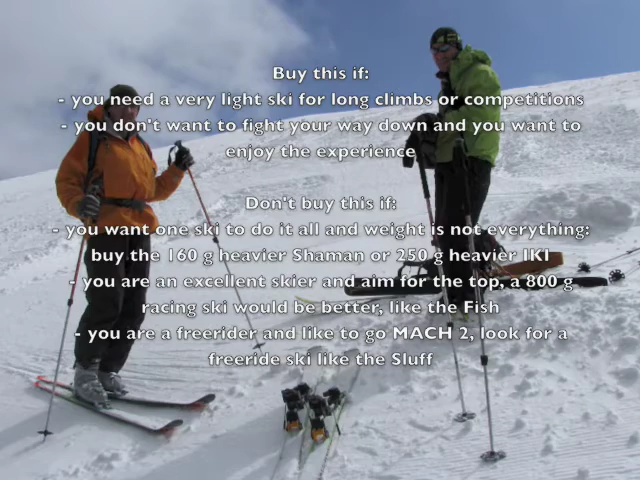 Buy this if:
- you need a very light ski for long climbs or competitions
- you don't want to fight your way down and you want to
enjoy the experience
Don't buy this if:
- you want one ski to do it all and weight is not everything:
buy the 160 g heavier Shaman or 250 g heavier IKI
- you are an excellent skier and aim for the top, a 800 g
racing ski would be better, like the Fish
- you are a freerider and like to go MACH 2, look for a
freeride ski like the Sluff